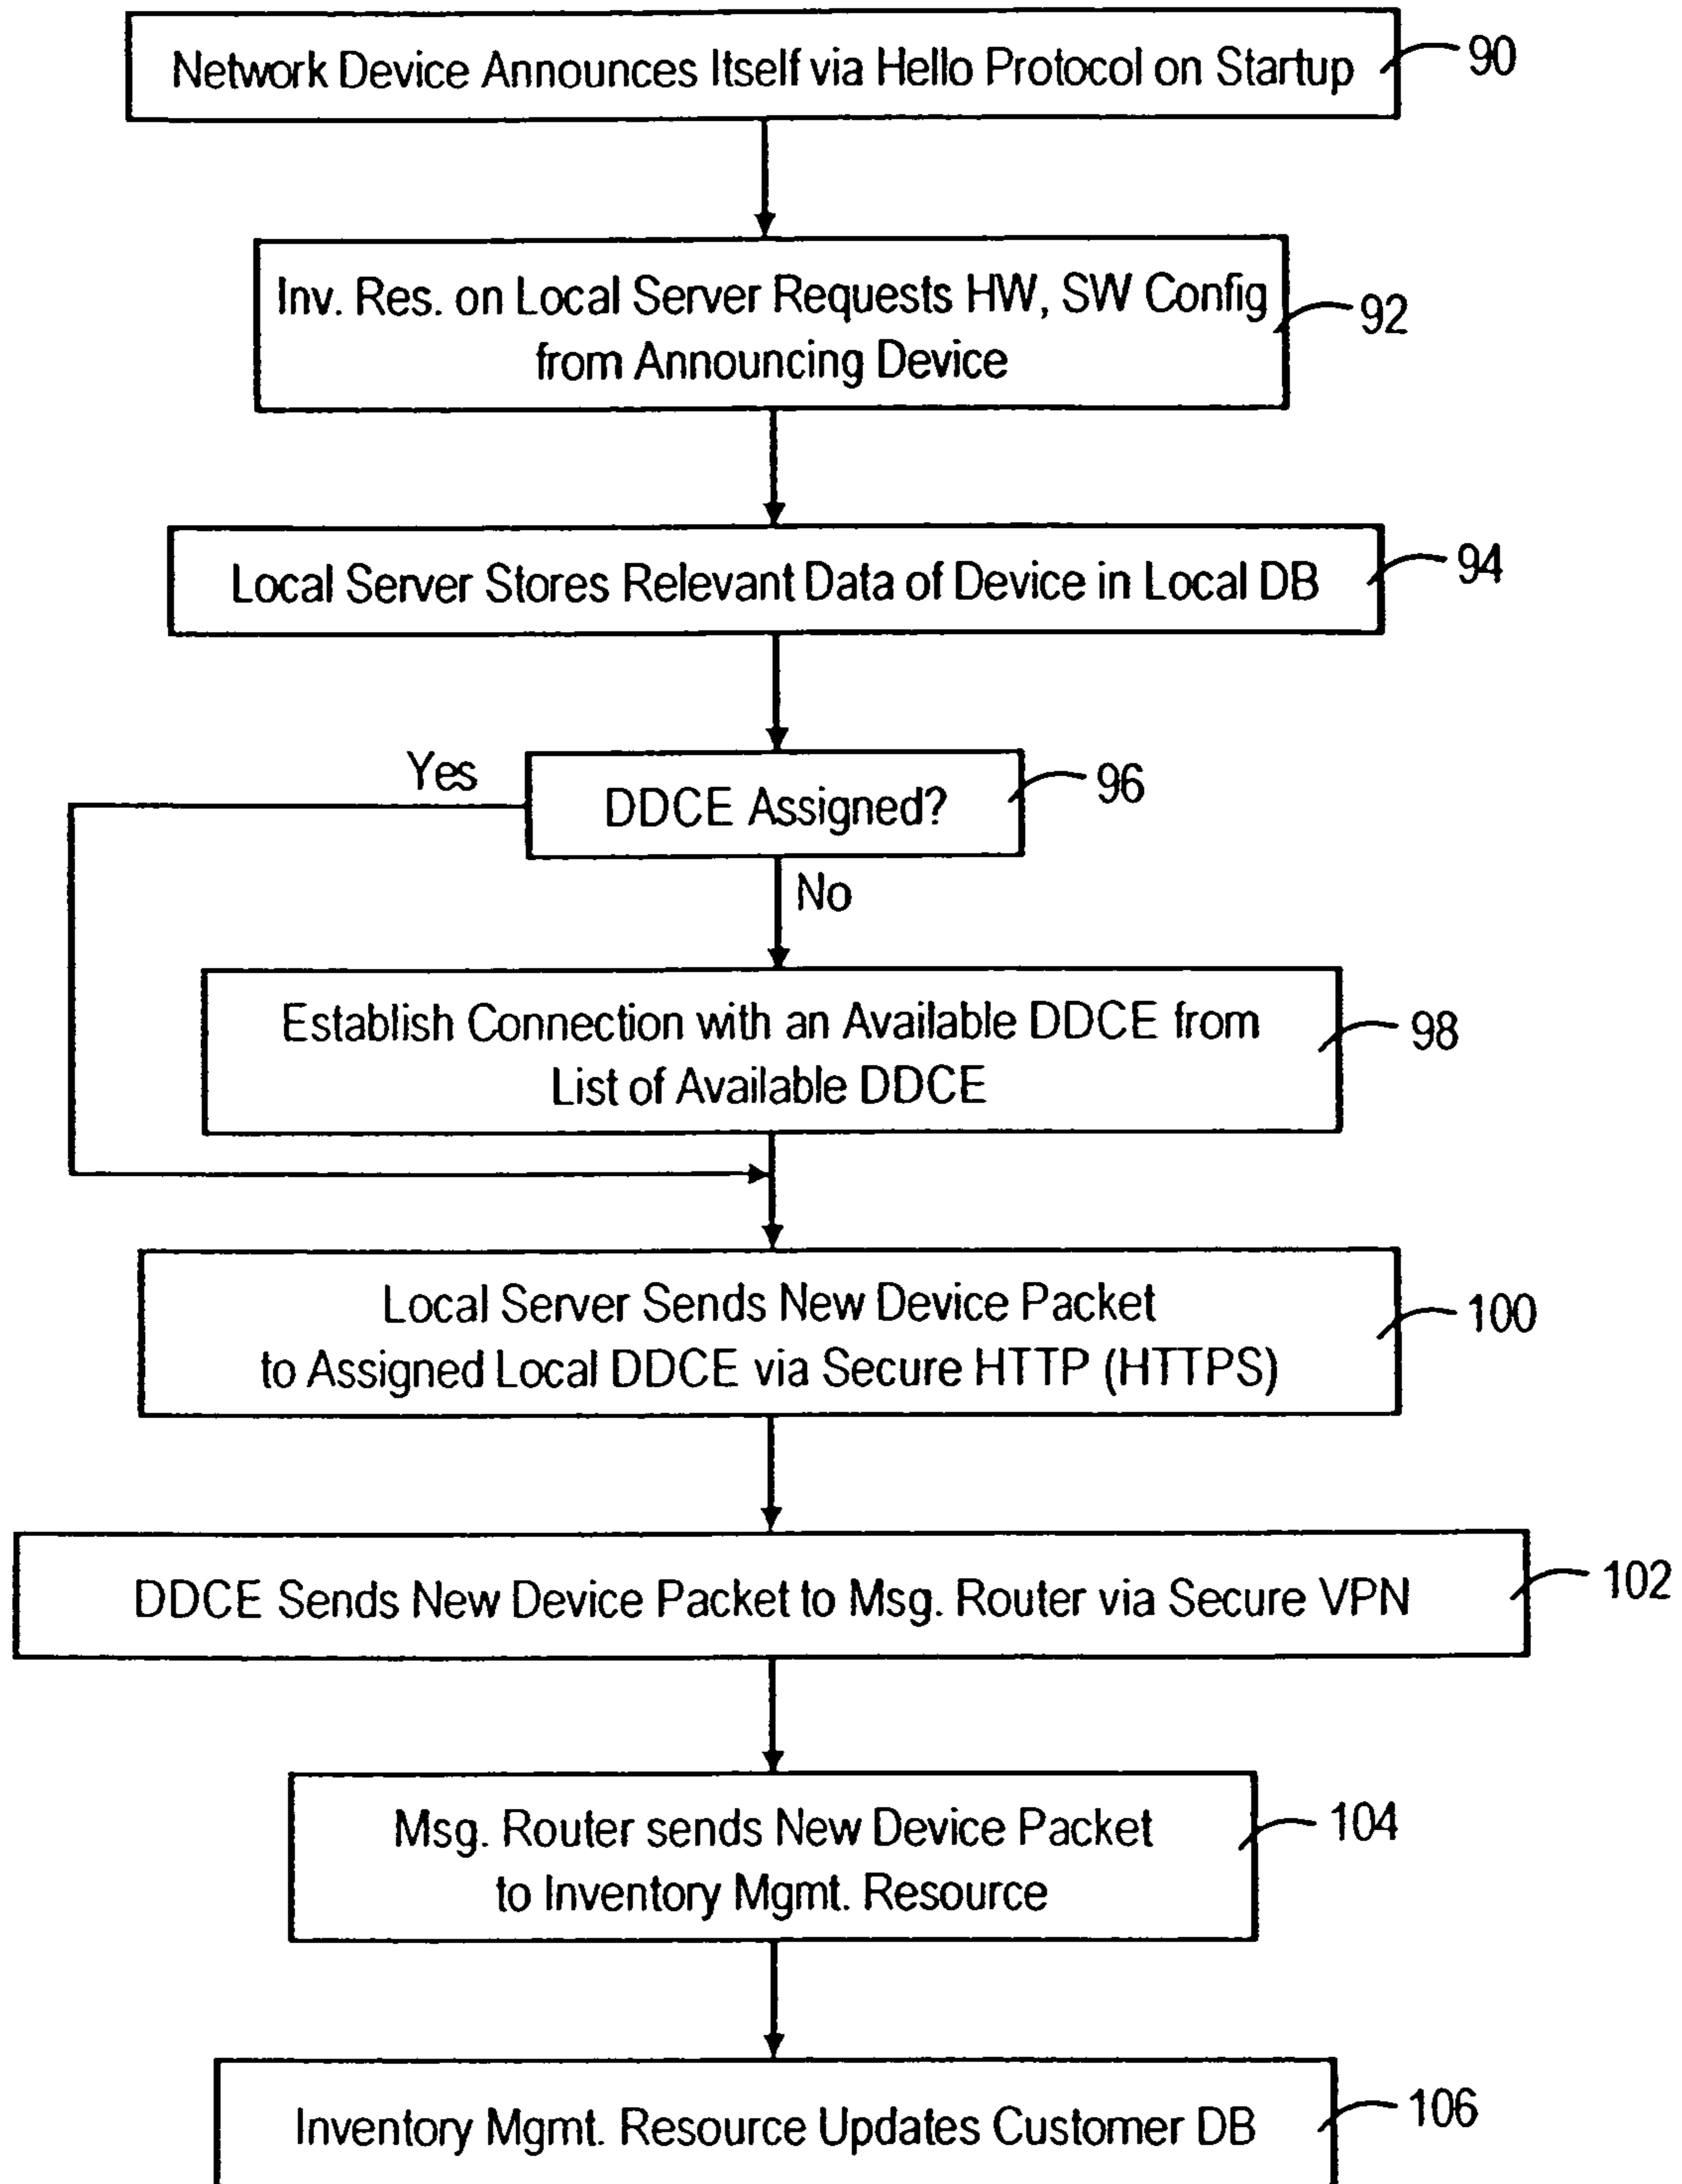 Network Device Announces Itself via Hello Protocol on Startup
90
Inv. Res. on Local Server Requests HW, SW Config
from Announcing Device
92
Local Server Stores Relevant Data of Device in Local DB
94
Yes
DDCE Assigned?
96
No
Establish Connection with an Available DDCE from
List of Available DDCE
98
Local Server Sends New Device Packet
to Assigned Local DDCE via Secure HTTP (HTTPS)
100
DDCE Sends New Device Packet to Msg. Router via Secure VPN
102
Msg. Router sends New Device Packet
to Inventory Mgmt. Resource
104
Inventory Mgmt. Resource Updates Customer DB
106